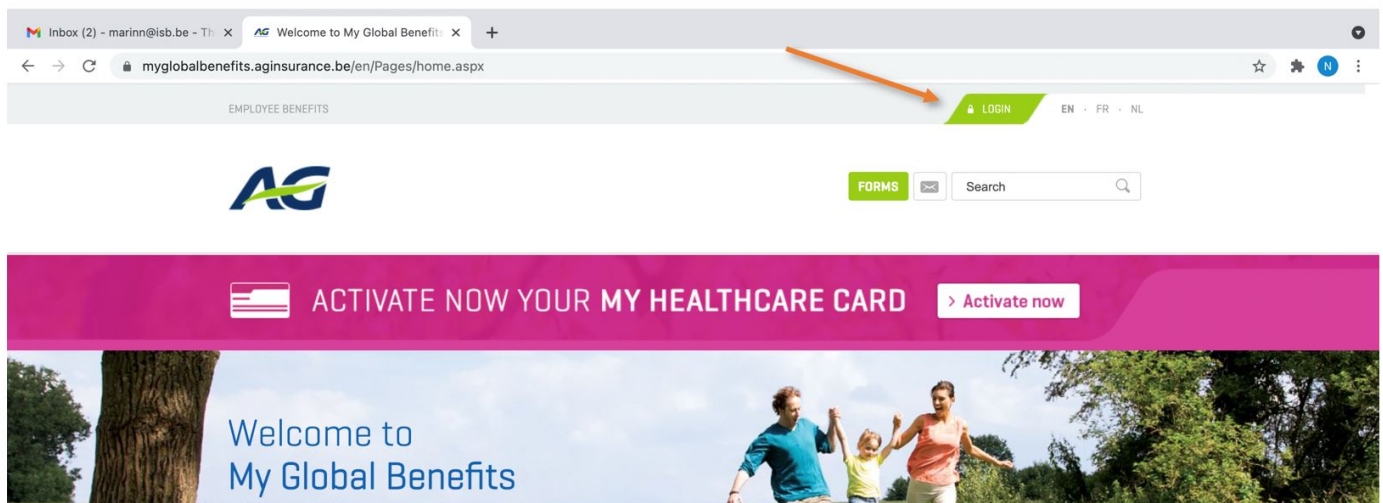 Inbox (2) - marinn@isb.be - Th
AG Welcome to My Global Benefits
myglobalbenefits.aginsurance.be/en/Pages/home.aspx
N
EMPLOYEE BENEFITS
LOGIN
EN · FR · NL
AG
FORMS
Search
ACTIVATE NOW YOUR MY HEALTHCARE CARD
> Activate now
Welcome to
My Global Benefits